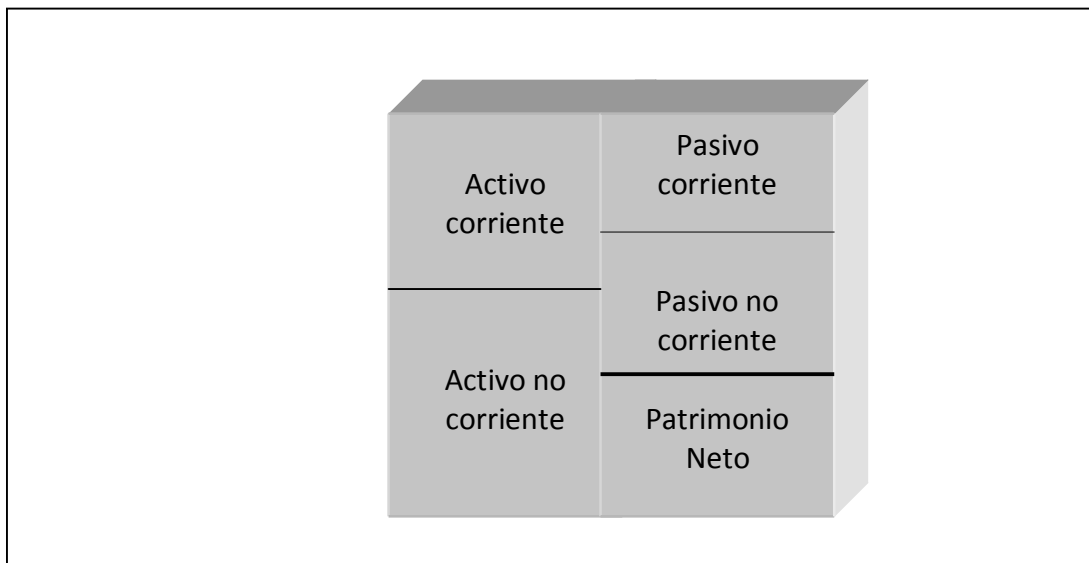 Activo
corriente
Activo no
corriente
Pasivo
corriente
Pasivo no
corriente
Patrimonio
Neto